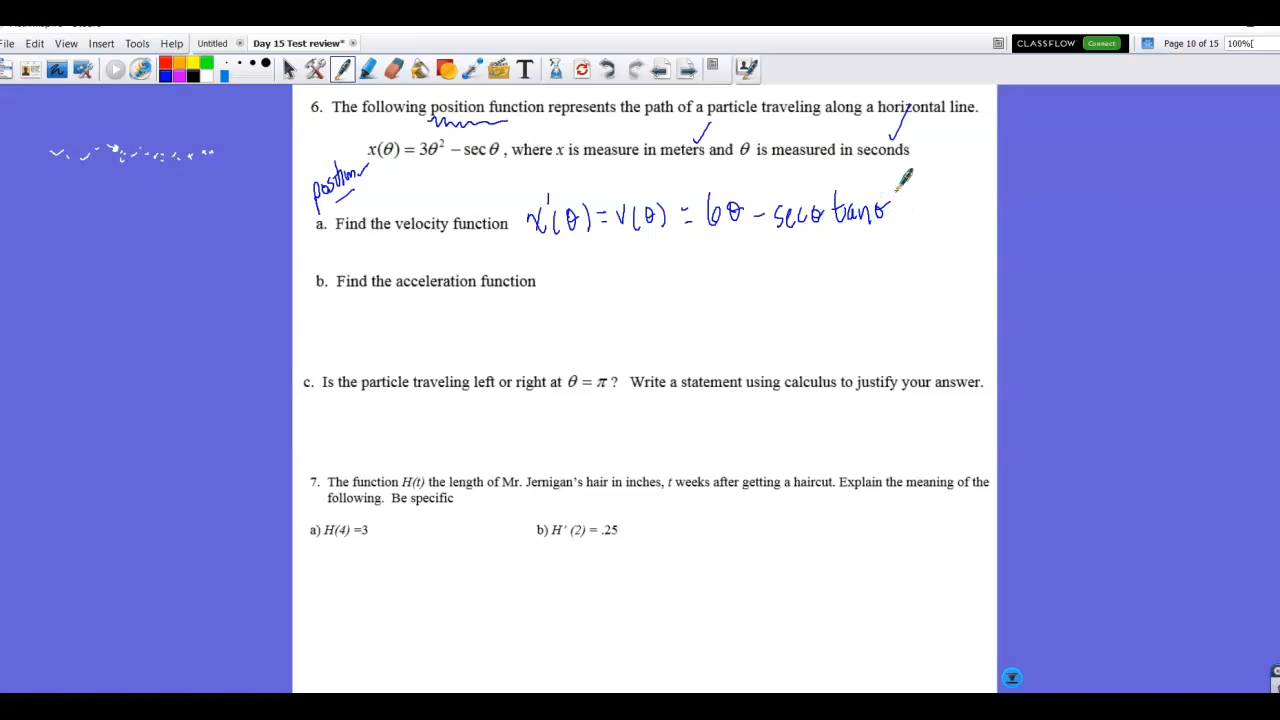 File Edit View Insert Tools Help Untitled Day 15 Test review* CLASSFLOW Connect Page 10 of 15 100%[
6. The following position function represents the path of a particle traveling along a horizontal line.
x(θ) = 3θ² − sec θ , where x is measure in meters and θ is measured in seconds
position
a. Find the velocity function x'(θ) = v(θ) = 6θ - secθ tanθ
b. Find the acceleration function
c. Is the particle traveling left or right at θ = π ? Write a statement using calculus to justify your answer.
7. The function H(t) the length of Mr. Jernigan's hair in inches, t weeks after getting a haircut. Explain the meaning of the
following. Be specific
a) H(4) =3 b) H' (2) = .25